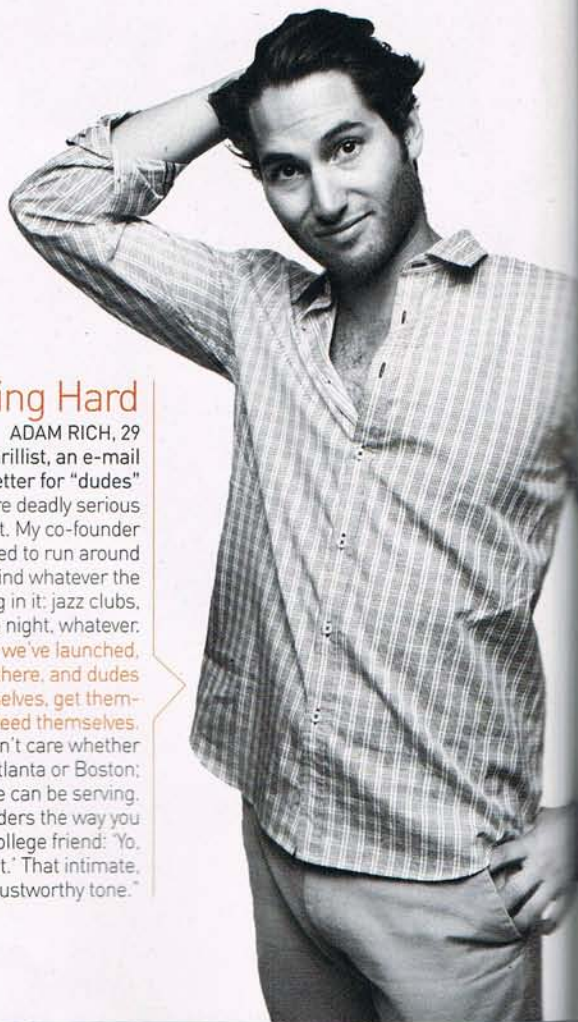 ing Hard
ADAM RICH, 29
rillist, an e-mail
etter for “dudes”
re deadly serious
t. My co-founder
ed to run around
ind whatever the
g in it: jazz clubs,
night, whatever.
we’ve launched,
here, and dudes
selves, get them-
eed themselves.
n’t care whether
tlanta or Boston;
e can be serving.
ders the way you
ollege friend: ‘Yo,
t.’ That intimate,
ustworthy tone.”